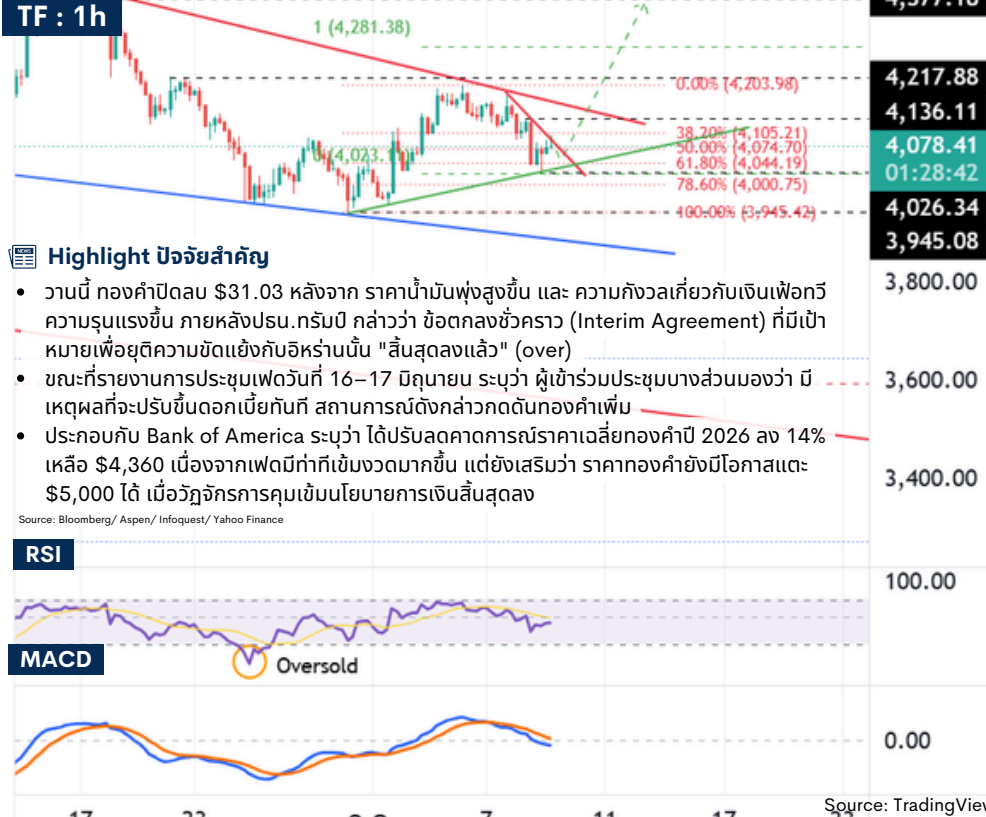 TF : 1h
1 (4,281.38)
4,217.88
0.00% (4,203.98)
4,136.11
38.20% (4,105.21)
50.00% (4,074.70)
4,078.41
61.80% (4,044.19)
01:28:42
78.60% (4,000.75)
4,026.34
100.00% (3,945.42)
3,945.08
NEWS
Highlight ปัจจัยสำคัญ
3,800.00
• วานนี้ ทองคำปิดลบ $31.03 หลังจาก ราคาน้ำมันพุ่งสูงขึ้น และ ความกังวลเกี่ยวกับเงินเฟ้อทวี
ความรุนแรงขึ้น ภายหลังปธน.ทรัมป์ กล่าวว่า ข้อตกลงชั่วคราว (Interim Agreement) ที่มีเป้า
หมายเพื่อยุติความขัดแย้งกับอิหร่านนั้น "สิ้นสุดลงแล้ว" (over)
• ขณะที่รายงานการประชุมเฟดวันที่ 16–17 มิถุนายน ระบุว่า ผู้เข้าร่วมประชุมบางส่วนมองว่า มี
3,600.00
เหตุผลที่จะปรับขึ้นดอกเบี้ยทันที สถานการณ์ดังกล่าวกดดันทองคำเพิ่ม
• ประกอบกับ Bank of America ระบุว่า ได้ปรับลดคาดการณ์ราคาเฉลี่ยทองคำปี 2026 ลง 14%
เหลือ $4,360 เนื่องจากเฟดมีท่าทีเข้มงวดมากขึ้น แต่ยังเสริมว่า ราคาทองคำยังมีโอกาสแตะ
3,400.00
$5,000 ได้ เมื่อวัฏจักรการคุมเข้มนโยบายการเงินสิ้นสุดลง
Source: Bloomberg/ Aspen/ Infoquest/ Yahoo Finance
RSI
100.00
MACD
Oversold
0.00
Source: TradingVie
17
7
11
17